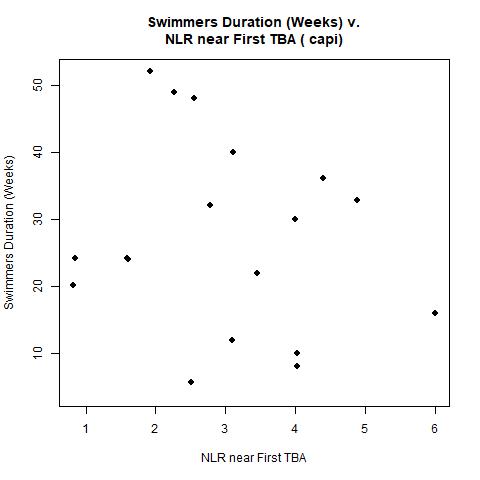 Swimmers Duration (Weeks) v.
NLR near First TBA ( capi)
Swimmers Duration (Weeks)
50
40
30
20
10
1 2 3 4 5 6
NLR near First TBA